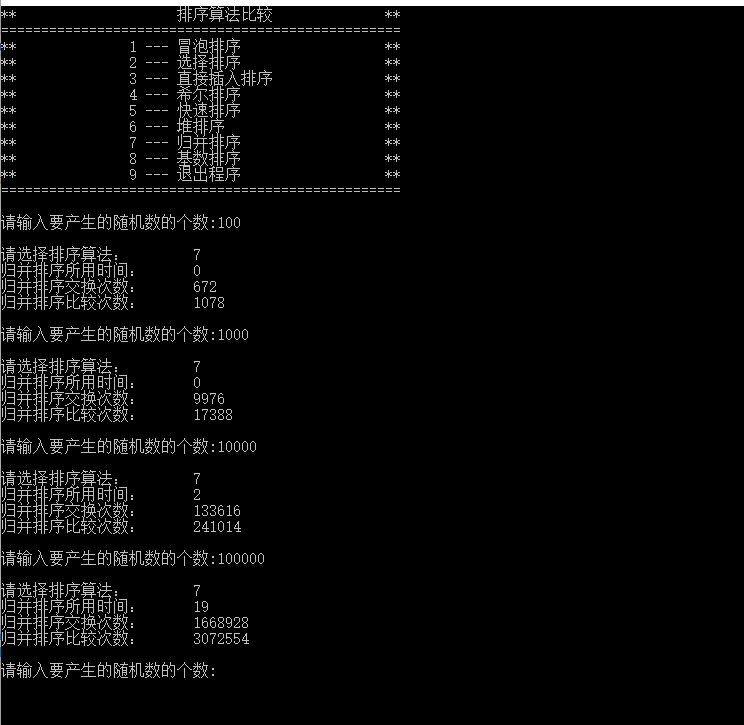 ** 排序算法比较 **
==================================================
** 1 --- 冒泡排序 **
** 2 --- 选择排序 **
** 3 --- 直接插入排序 **
** 4 --- 希尔排序 **
** 5 --- 快速排序 **
** 6 --- 堆排序 **
** 7 --- 归并排序 **
** 8 --- 基数排序 **
** 9 --- 退出程序 **
==================================================
请输入要产生的随机数的个数:100
请选择排序算法: 7
归并排序所用时间: 0
归并排序交换次数: 672
归并排序比较次数: 1078
请输入要产生的随机数的个数:1000
请选择排序算法: 7
归并排序所用时间: 0
归并排序交换次数: 9976
归并排序比较次数: 17388
请输入要产生的随机数的个数:10000
请选择排序算法: 7
归并排序所用时间: 2
归并排序交换次数: 133616
归并排序比较次数: 241014
请输入要产生的随机数的个数:100000
请选择排序算法: 7
归并排序所用时间: 19
归并排序交换次数: 1668928
归并排序比较次数: 3072554
请输入要产生的随机数的个数: